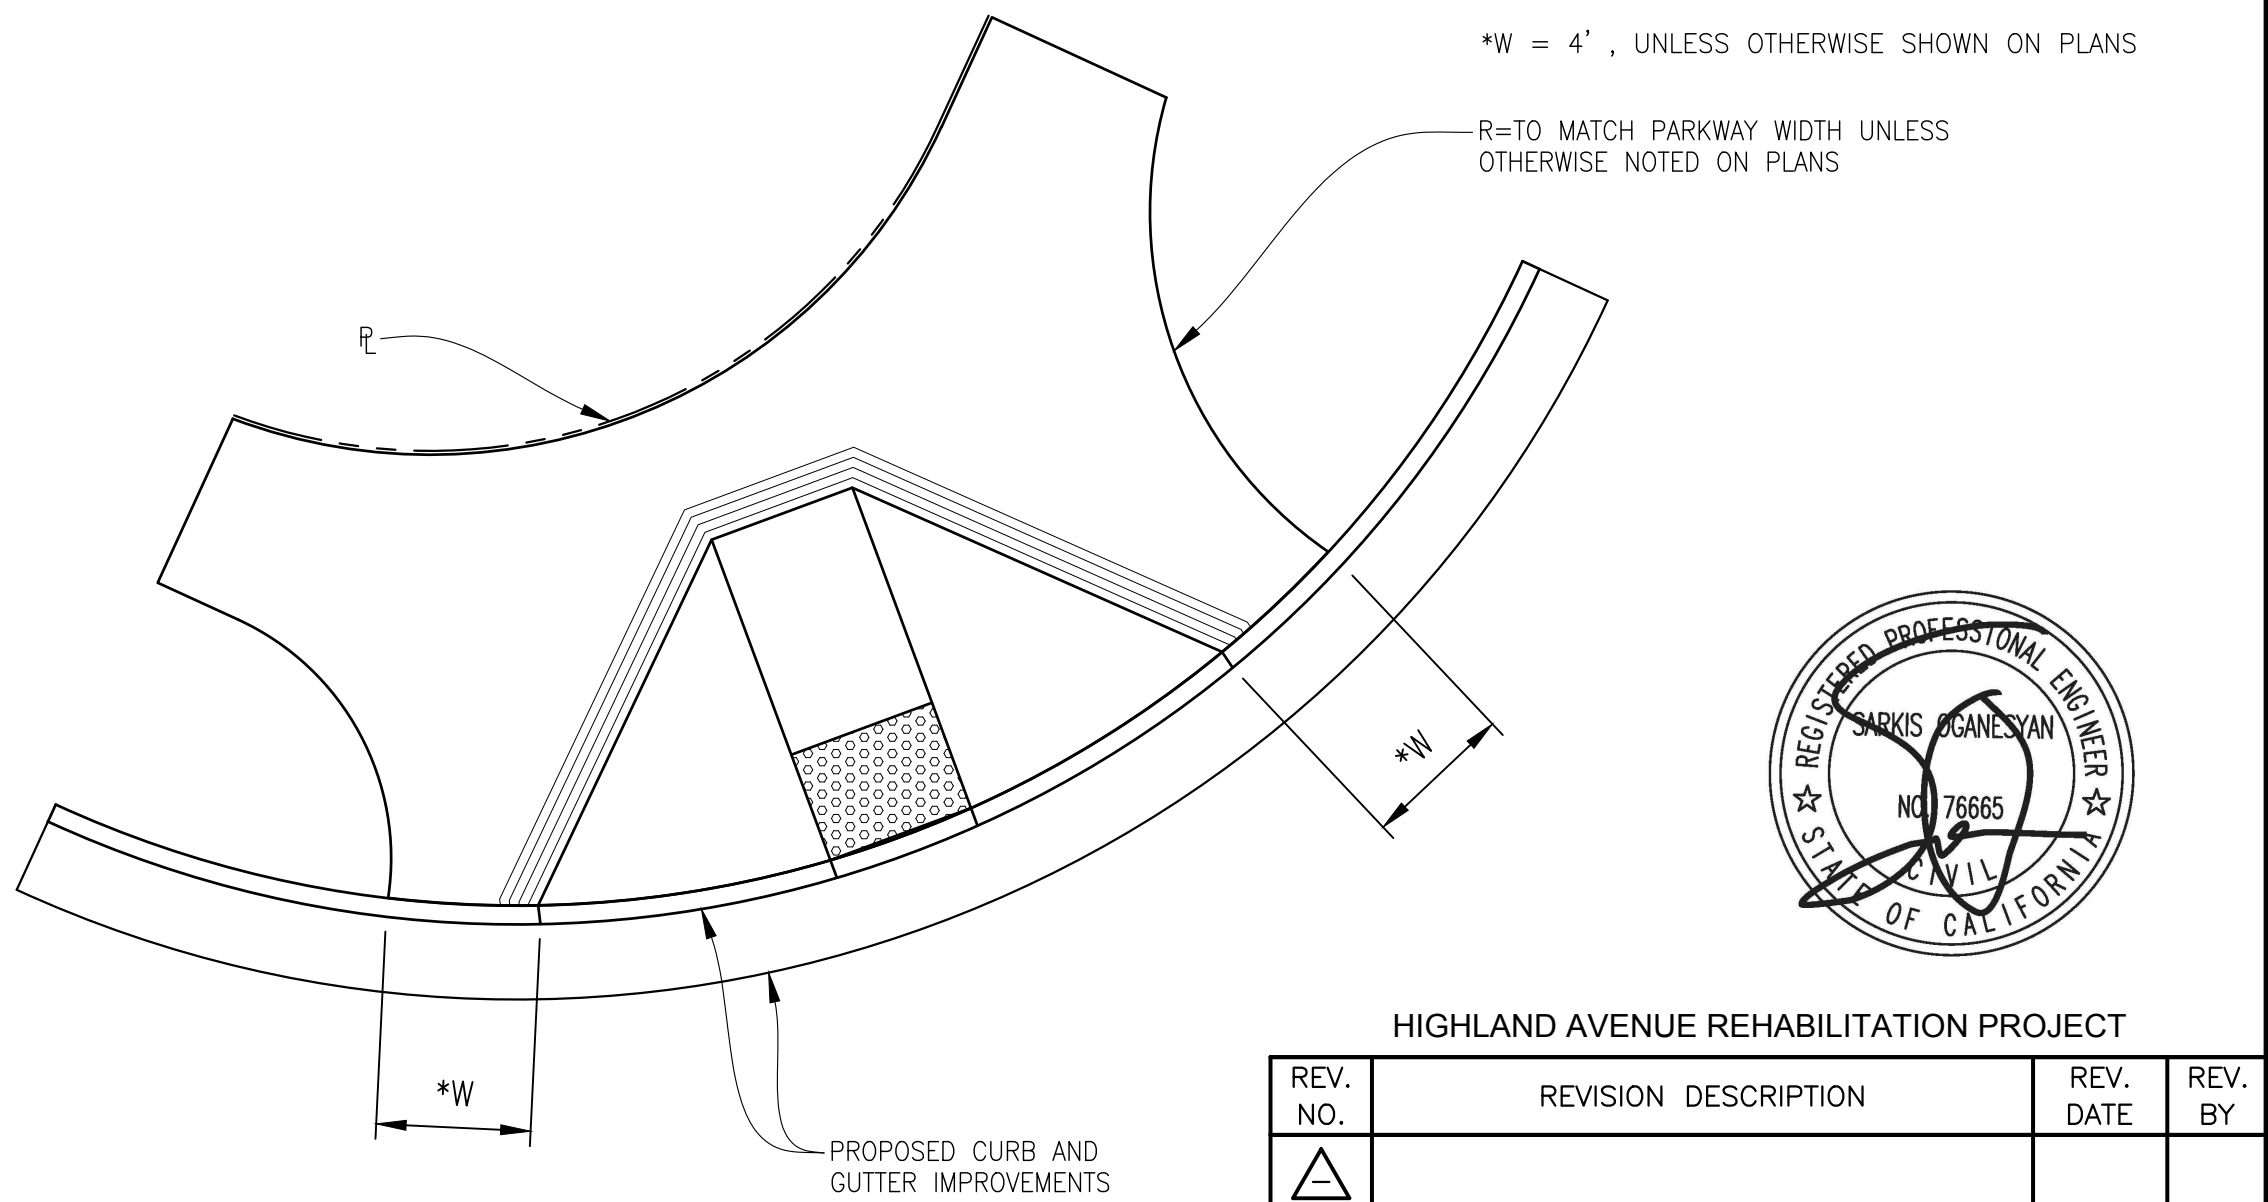 *W = 4' , UNLESS OTHERWISE SHOWN ON PLANS
R=TO MATCH PARKWAY WIDTH UNLESS
OTHERWISE NOTED ON PLANS
PL
*W
*W
PROPOSED CURB AND
GUTTER IMPROVEMENTS
REGISTERED PROFESSIONAL ENGINEER
SARKIS OGANESYAN
NO. 76665
CIVIL
STATE OF CALIFORNIA
HIGHLAND AVENUE REHABILITATION PROJECT
REV. NO.
REVISION DESCRIPTION
REV. DATE
REV. BY
-